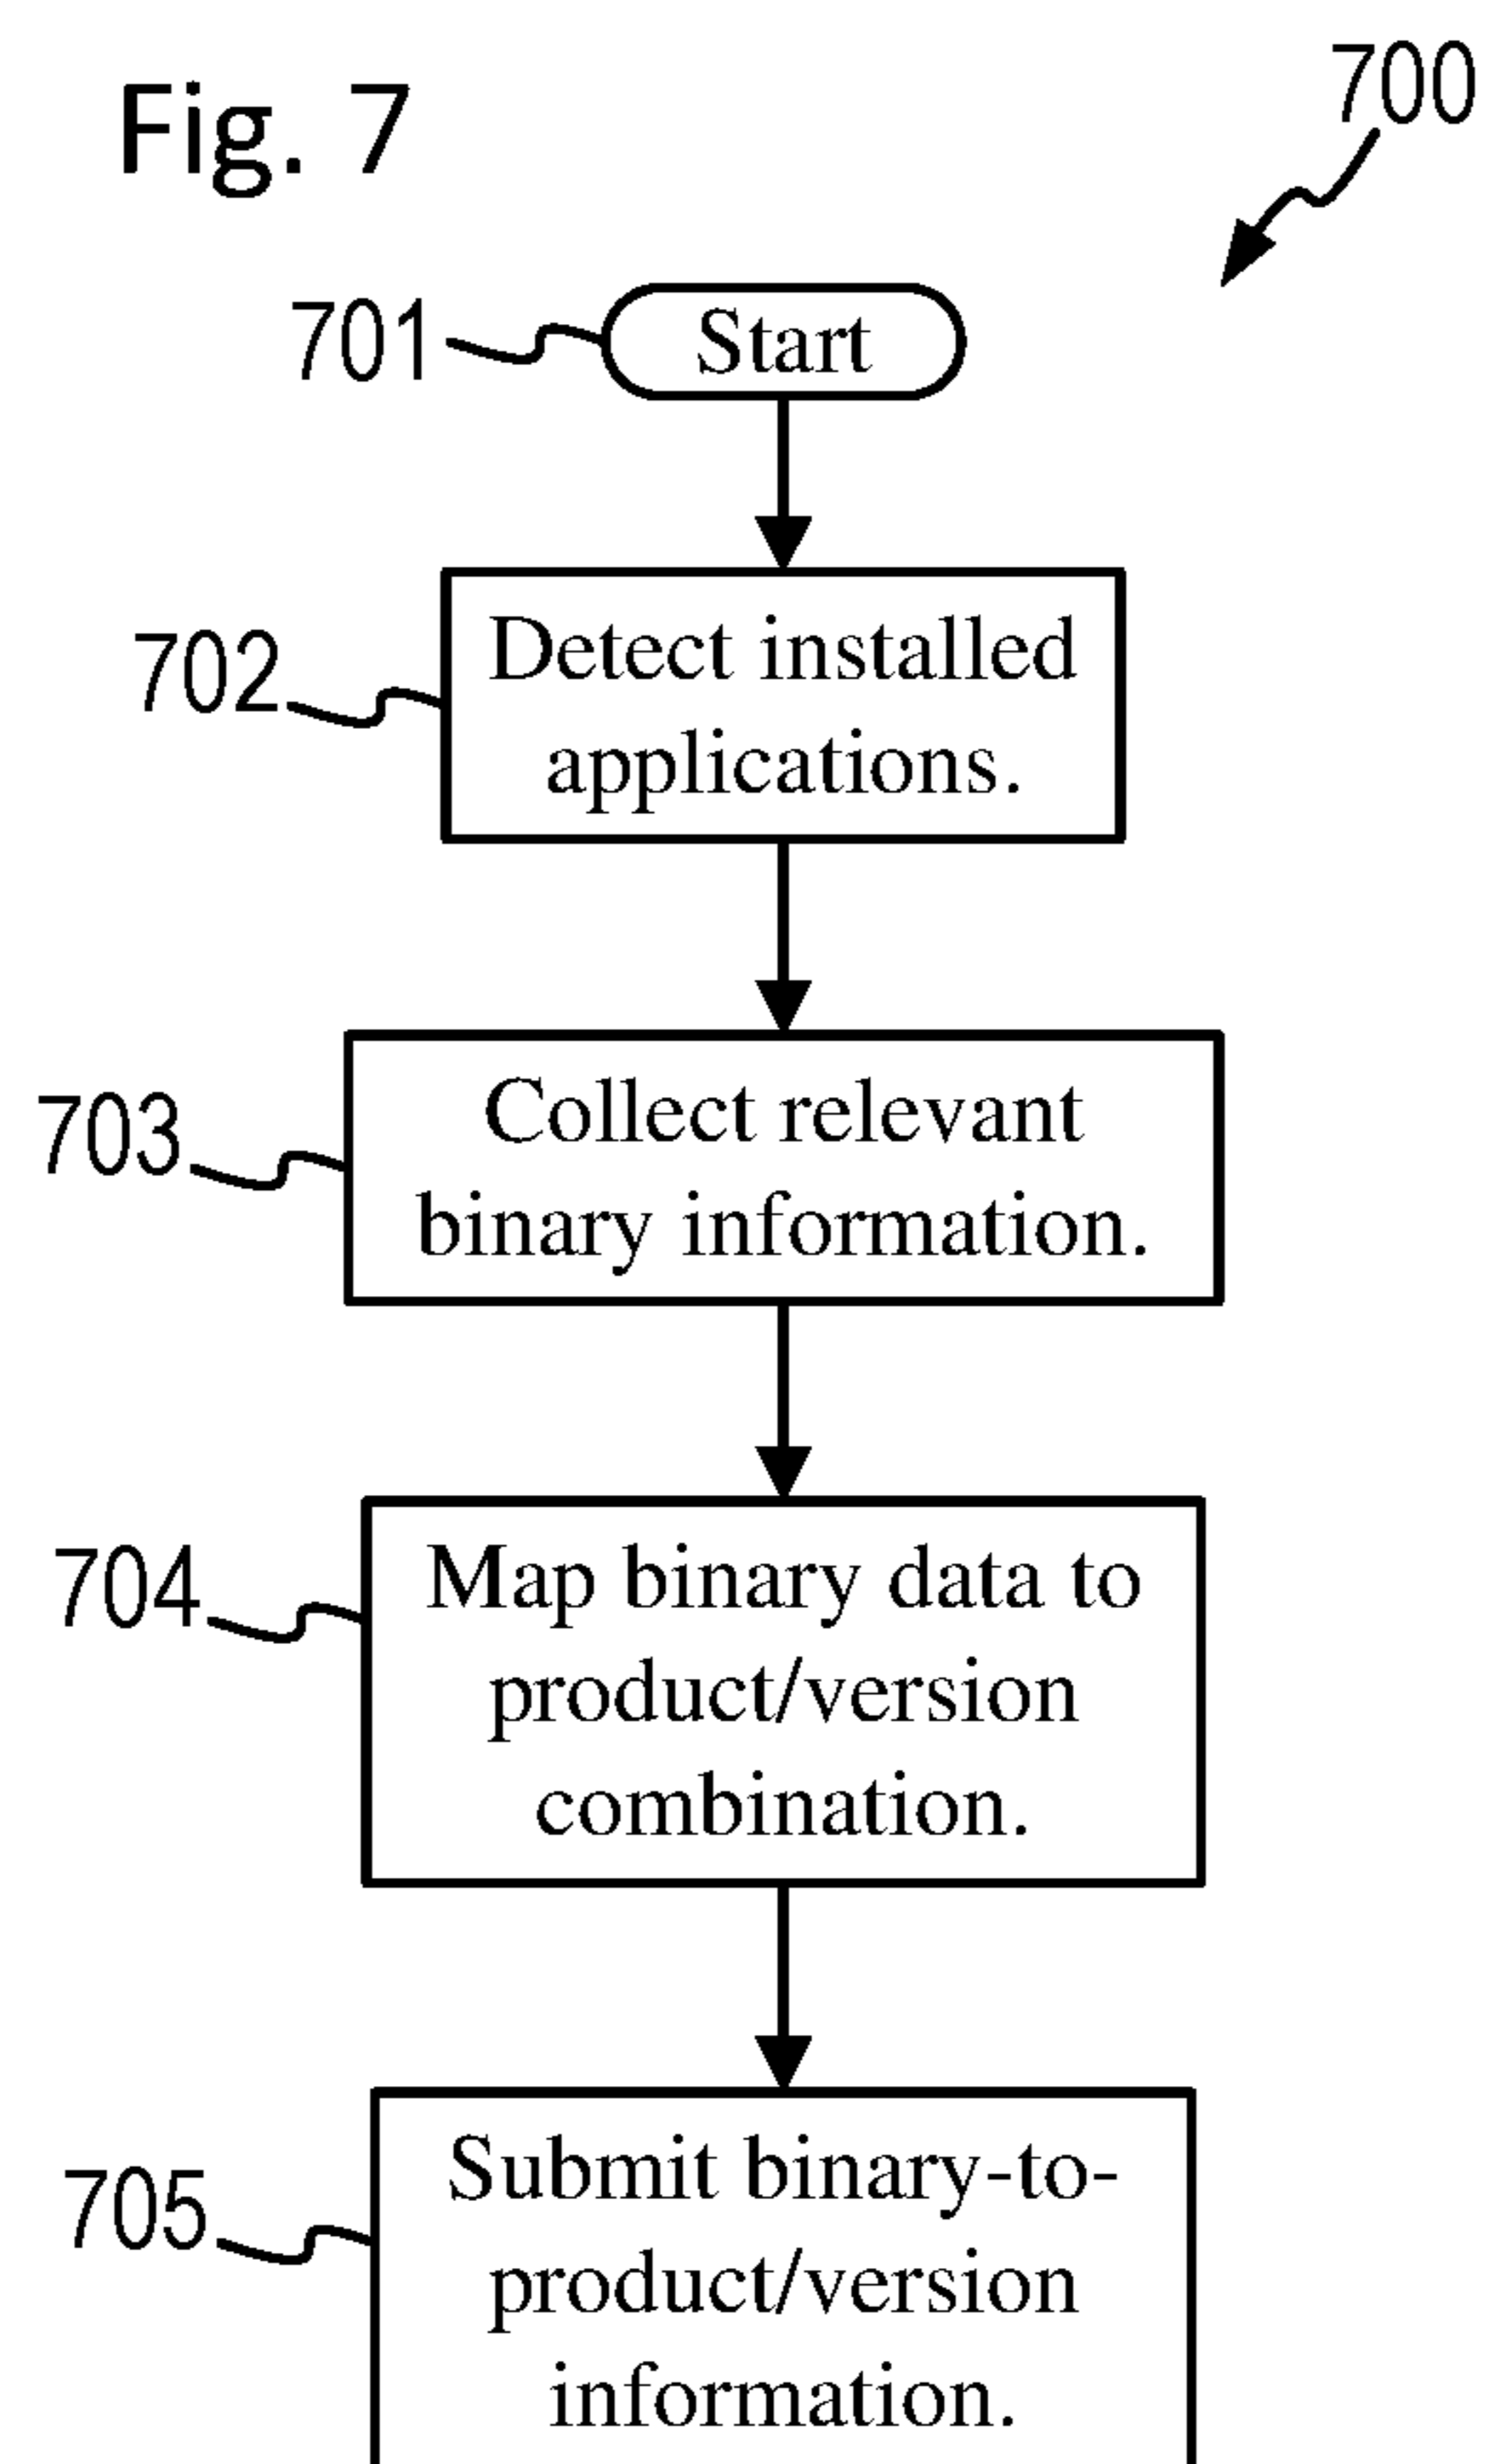 Fig. 7
700
701
Start
702
Detect installed
applications.
703
Collect relevant
binary information.
704
Map binary data to
product/version
combination.
705
Submit binary-to-
product/version
information.